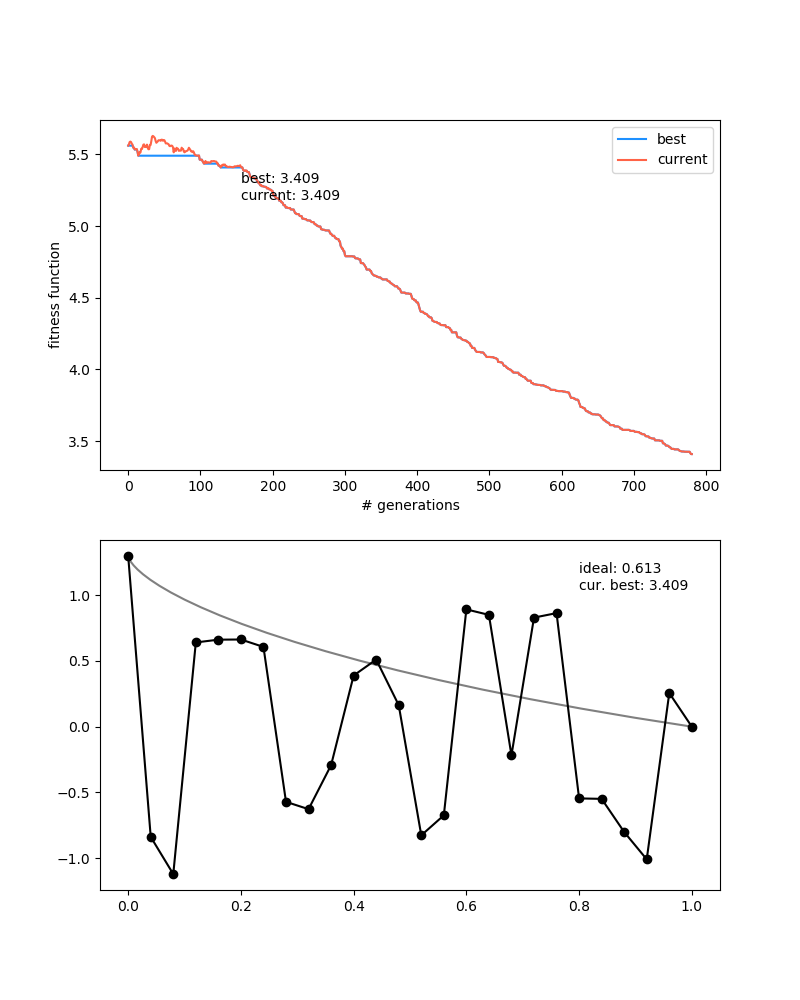 best
current
best: 3.409
current: 3.409
fitness function
5.5
5.0
4.5
4.0
3.5
0 100 200 300 400 500 600 700 800
# generations
ideal: 0.613
cur. best: 3.409
1.0
0.5
0.0
−0.5
−1.0
0.0 0.2 0.4 0.6 0.8 1.0